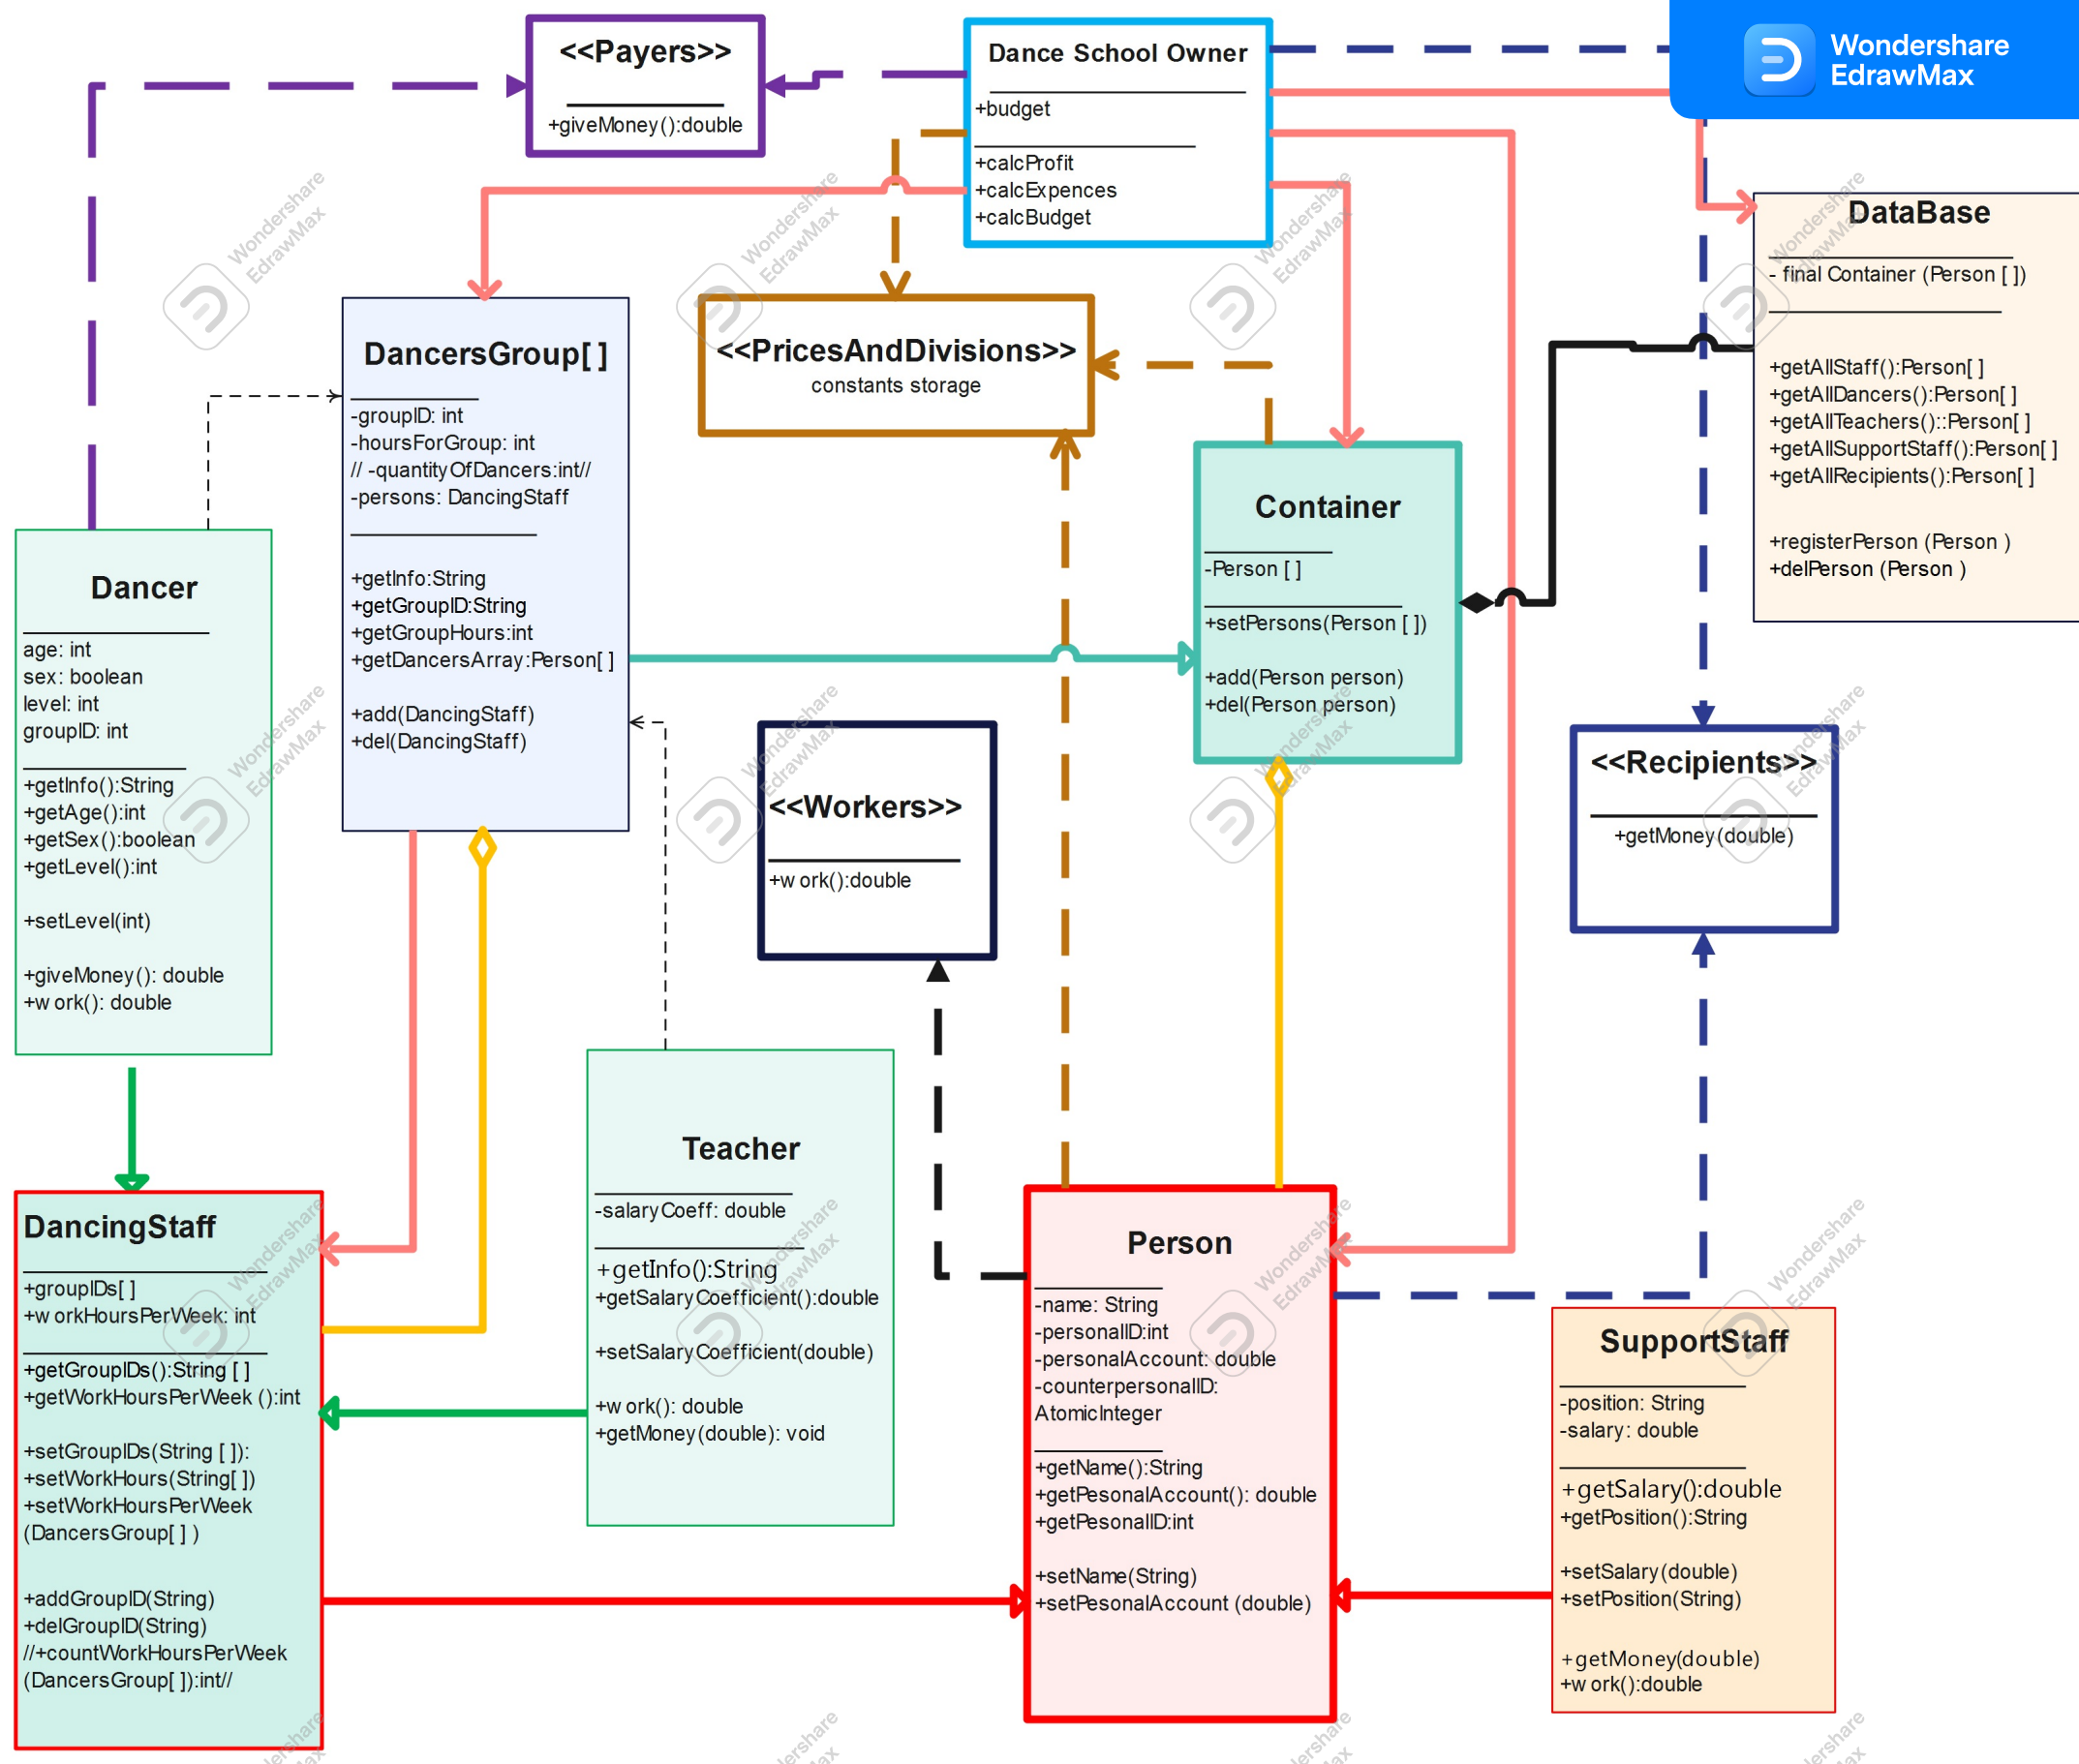 <<Payers>>
+giveMoney():double
Dance School Owner
+budget
+calcProfit
+calcExpences
+calcBudget
Wondershare
EdrawMax
DataBase
- final Container (Person [ ])
+getAllStaff():Person[ ]
+getAllDancers():Person[ ]
+getAllTeachers()::Person[ ]
+getAllSupportStaff():Person[ ]
+getAllRecipients():Person[ ]
+registerPerson (Person )
+delPerson (Person )
DancersGroup[ ]
-groupID: int
-hoursForGroup: int
// -quantityOfDancers:int//
-persons: DancingStaff
+getInfo:String
+getGroupID:String
+getGroupHours:int
+getDancersArray:Person[ ]
+add(DancingStaff)
+del(DancingStaff)
<<PricesAndDivisions>>
constants storage
Container
-Person [ ]
+setPersons(Person [ ])
+add(Person person)
+del(Person person)
Dancer
age: int
sex: boolean
level: int
groupID: int
+getInfo():String
+getAge():int
+getSex():boolean
+getLevel():int
+setLevel(int)
+giveMoney(): double
+work(): double
<<Workers>>
+work():double
<<Recipients>>
+getMoney(double)
Teacher
-salaryCoeff: double
+getInfo():String
+getSalaryCoefficient():double
+setSalaryCoefficient(double)
+work(): double
+getMoney(double): void
DancingStaff
+groupIDs[ ]
+workHoursPerWeek: int
+getGroupIDs():String [ ]
+getWorkHoursPerWeek ():int
+setGroupIDs(String [ ]):
+setWorkHours(String[ ])
+setWorkHoursPerWeek
(DancersGroup[ ] )
+addGroupID(String)
+delGroupID(String)
//+countWorkHoursPerWeek
(DancersGroup[ ]):int//
Person
-name: String
-personalID:int
-personalAccount: double
-counterpersonalID:
AtomicInteger
+getName():String
+getPesonalAccount(): double
+getPesonalID:int
+setName(String)
+setPesonalAccount (double)
SupportStaff
-position: String
-salary: double
+getSalary():double
+getPosition():String
+setSalary(double)
+setPosition(String)
+getMoney(double)
+work():double